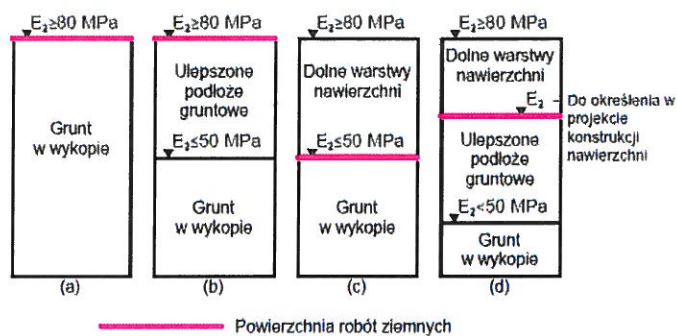 E₂≥80 MPa
Grunt
w wykopie
(a)
E₂≥80 MPa
Ulepszone
podłoże
gruntowe
E₂≤50 MPa
Grunt
w wykopie
(b)
E₂≥80 MPa
Dolne warstwy
nawierzchni
E₂≤50 MPa
Grunt
w wykopie
(c)
E₂≥80 MPa
Dolne warstwy
nawierzchni
E₂ – Do określenia w
projekcie
konstrukcji
nawierzchni
Ulepszone
podłoże
gruntowe
E₂<50 MPa
Grunt
w wykopie
(d)
Powierzchnia robót ziemnych